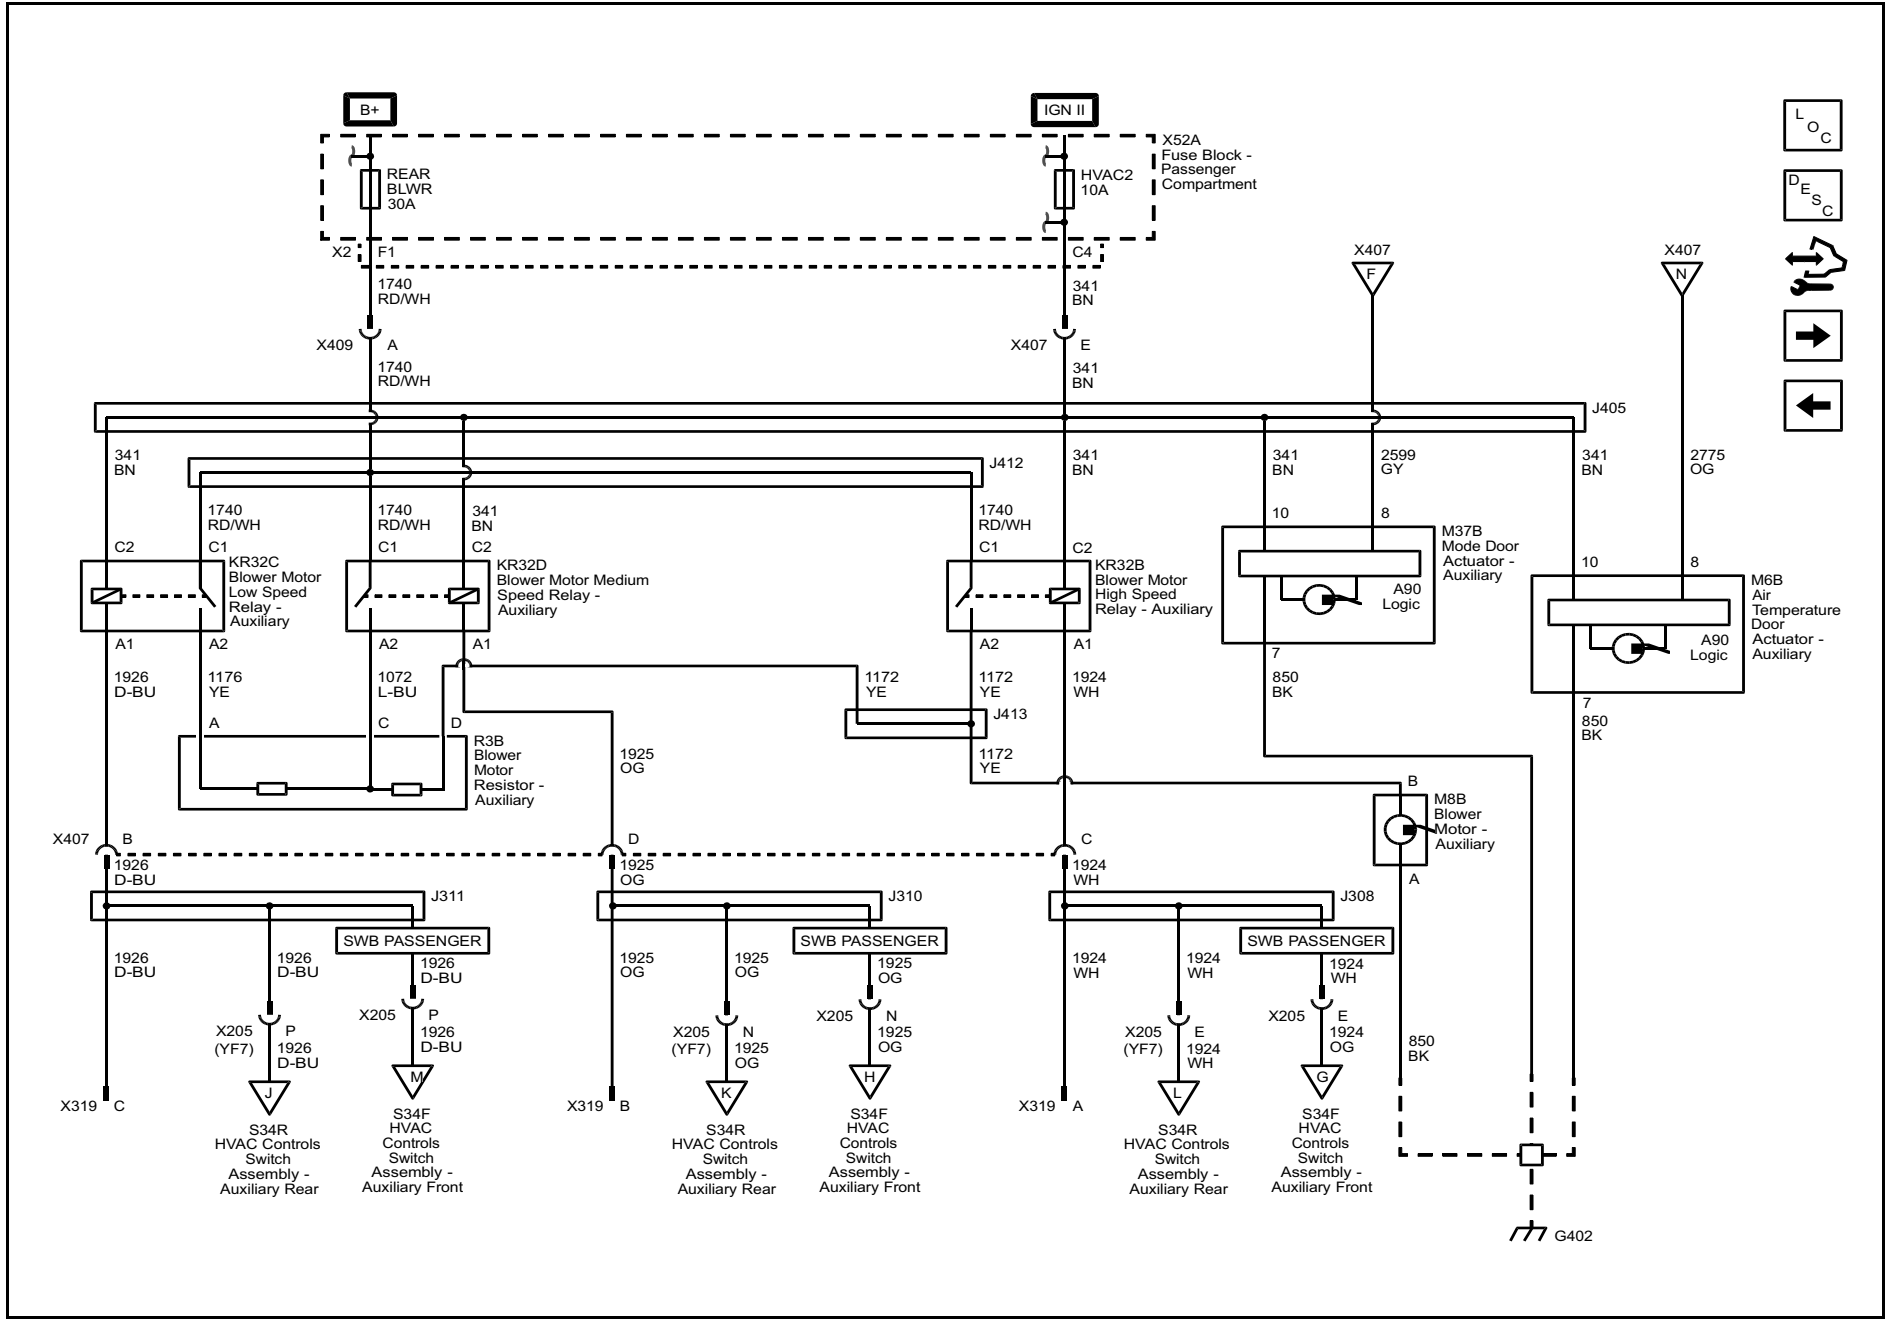 B+
IGN II
X52A
Fuse Block -
Passenger
Compartment
REAR
BLWR
30A
HVAC2
10A
L
O
C
D
E
S
C
X2
F1
C4
X407
F
X407
N
1740
RD/WH
341
BN
X409
A
X407
E
1740
RD/WH
341
BN
J405
341
BN
J412
341
BN
341
BN
2599
GY
341
BN
2775
OG
1740
RD/WH
1740
RD/WH
341
BN
1740
RD/WH
10
8
C2
C1
C1
C2
C1
C2
KR32C
Blower Motor
Low Speed
Relay -
Auxiliary
KR32D
Blower Motor Medium
Speed Relay -
Auxiliary
KR32B
Blower Motor
High Speed
Relay - Auxiliary
M37B
Mode Door
Actuator -
Auxiliary
A90
Logic
10
8
M6B
Air
Temperature
Door
Actuator -
Auxiliary
A90
Logic
A1
A2
A2
A1
A2
A1
7
7
1926
D-BU
1176
YE
1072
L-BU
1172
YE
1172
YE
1924
WH
850
BK
850
BK
A
C
D
J413
R3B
Blower
Motor
Resistor -
Auxiliary
1925
OG
1172
YE
B
M8B
Blower
Motor -
Auxiliary
A
X407
B
D
C
1926
D-BU
1925
OG
1924
WH
J311
J310
J308
SWB PASSENGER
SWB PASSENGER
SWB PASSENGER
1926
D-BU
1926
D-BU
1926
D-BU
1925
OG
1925
OG
1925
OG
1924
WH
1924
WH
1924
WH
X205
(YF7)
P
1926
D-BU
X205
P
1926
D-BU
X205
(YF7)
N
1925
OG
X205
N
1925
OG
X205
(YF7)
E
1924
WH
X205
E
1924
OG
850
BK
X319
C
J
M
X319
B
K
H
X319
A
L
G
S34R
HVAC Controls
Switch
Assembly -
Auxiliary Rear
S34F
HVAC
Controls
Switch
Assembly -
Auxiliary Front
S34R
HVAC Controls
Switch
Assembly -
Auxiliary Rear
S34F
HVAC
Controls
Switch
Assembly -
Auxiliary Front
S34R
HVAC Controls
Switch
Assembly -
Auxiliary Rear
S34F
HVAC
Controls
Switch
Assembly -
Auxiliary Front
G402